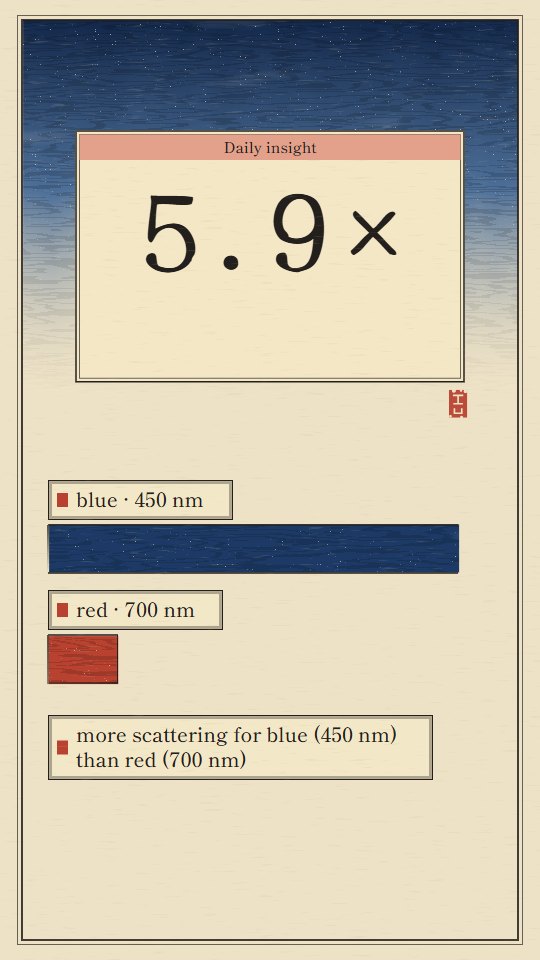 Daily insight
5.9×
blue · 450 nm
red · 700 nm
more scattering for blue (450 nm)
than red (700 nm)